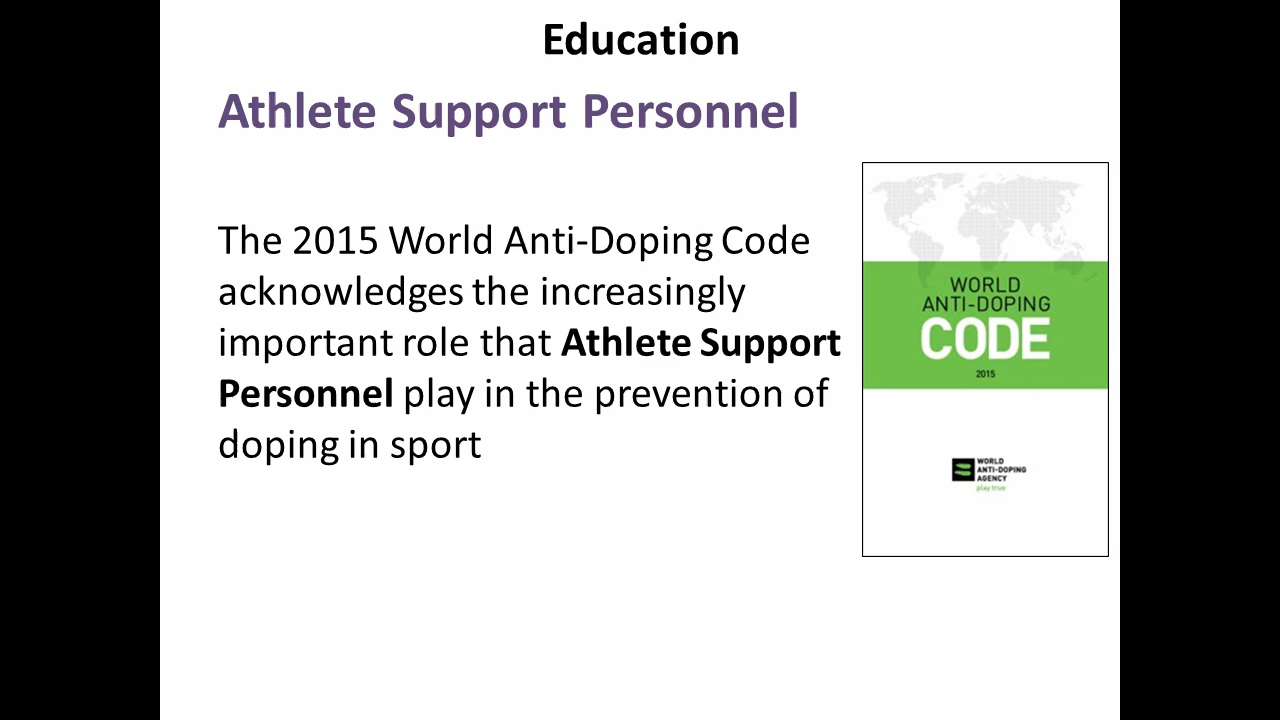 Education
Athlete Support Personnel
The 2015 World Anti-Doping Code
acknowledges the increasingly
important role that Athlete Support
Personnel play in the prevention of
doping in sport
WORLD
ANTI-DOPING
CODE
2015
WORLD
ANTI-DOPING
AGENCY
play true